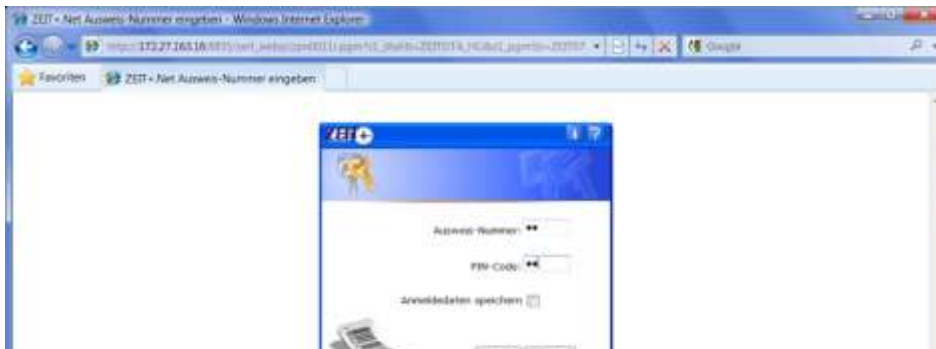 ZEIT+.Net Ausweis-Nummer eingeben - Windows Internet Explorer
Google
Favoriten ZEIT+.Net Ausweis-Nummer eingeben
ZEIT+ ?
Ausweis-Nummer: **
PIN-Code: **
Anmeldedaten speichern